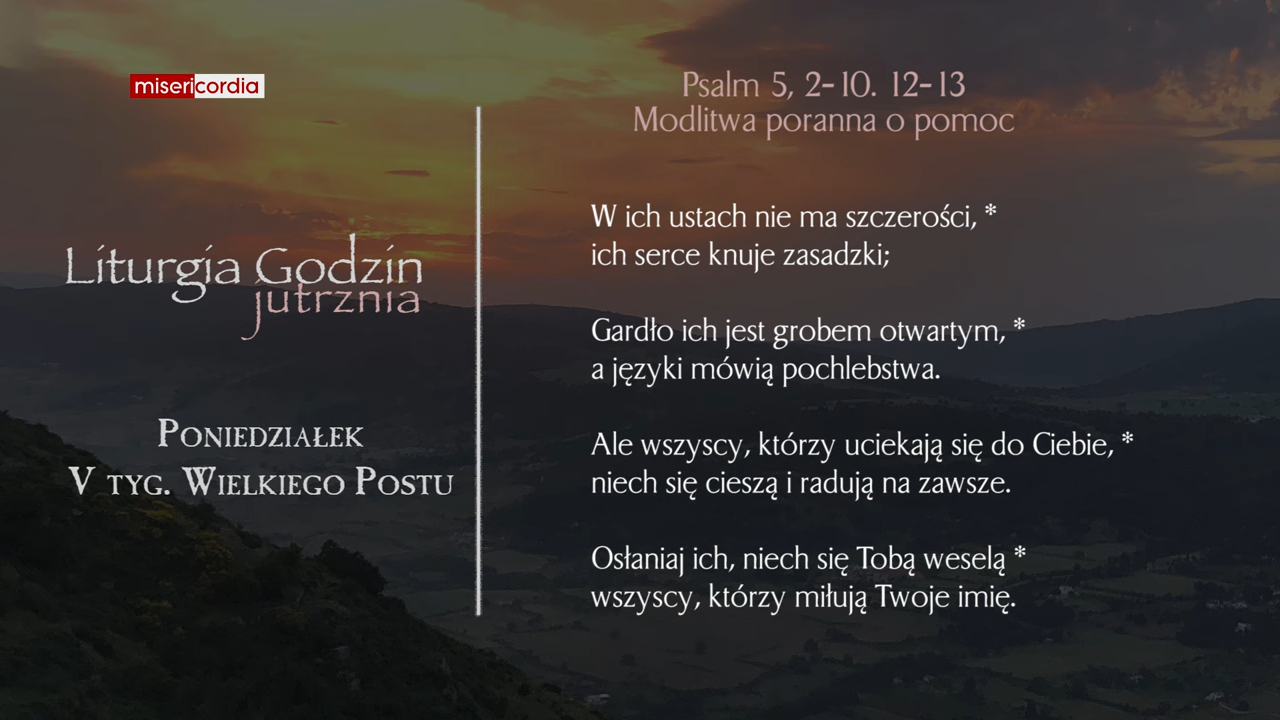 misericordia
Liturgia Godzin
jutrznia
Poniedziałek
V tyg. Wielkiego Postu
Psalm 5, 2-10. 12-13
Modlitwa poranna o pomoc
W ich ustach nie ma szczerości, *
ich serce knuje zasadzki;
Gardło ich jest grobem otwartym, *
a języki mówią pochlebstwa.
Ale wszyscy, którzy uciekają się do Ciebie, *
niech się cieszą i radują na zawsze.
Osłaniaj ich, niech się Tobą weselą *
wszyscy, którzy miłują Twoje imię.